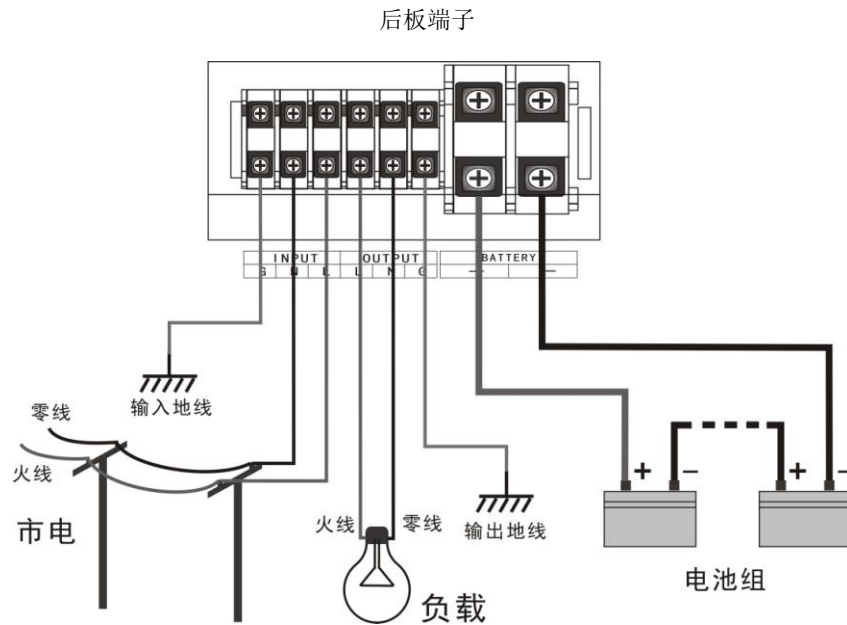 后板端子
INPUT OUTPUT BATTERY
G N L L N G + —
输入地线
零线
火线
市电
火线 零线
输出地线
负载
+ − + −
电池组